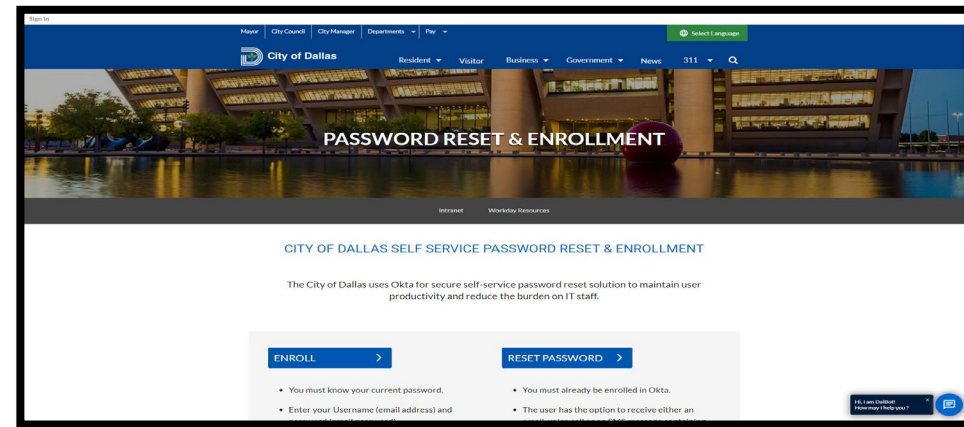 Sign In
Mayor City Council City Manager Departments Pay
Select Language
City of Dallas
Resident Visitor Business Government News 311
PASSWORD RESET & ENROLLMENT
Intranet Workday Resources
CITY OF DALLAS SELF SERVICE PASSWORD RESET & ENROLLMENT
The City of Dallas uses Okta for secure self-service password reset solution to maintain user
productivity and reduce the burden on IT staff.
ENROLL
• You must know your current password.
• Enter your Username (email address) and
RESET PASSWORD
• You must already be enrolled in Okta.
• The user has the option to receive either an
Hi, I am DalBot!
How may I help you ?